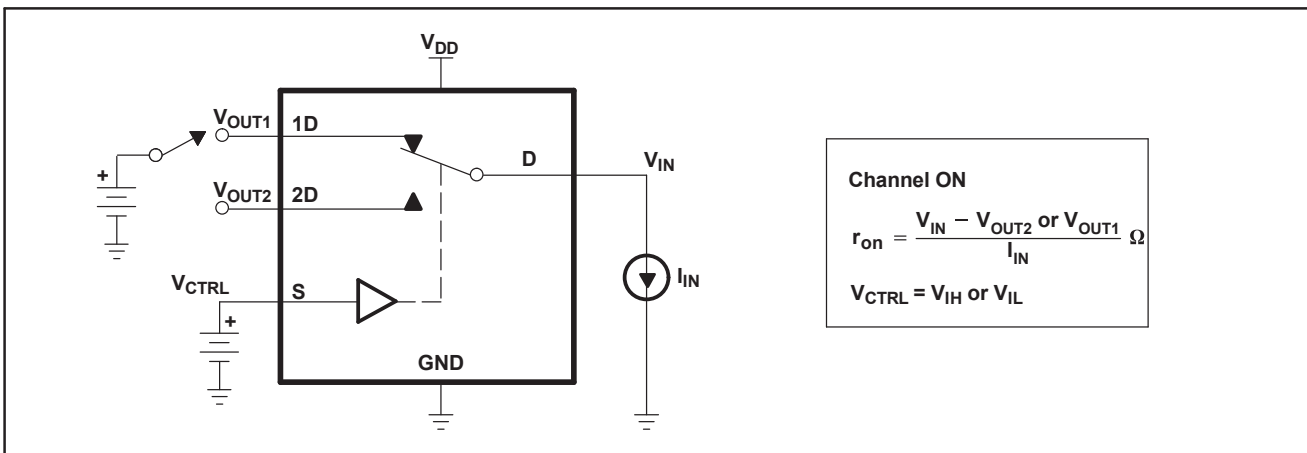 V_DD
V_OUT1 1D
D V_IN
+
V_OUT2 2D
V_CTRL S
I_IN
+
GND
Channel ON
r_on = (V_IN − V_OUT2 or V_OUT1) / I_IN Ω
V_CTRL = V_IH or V_IL